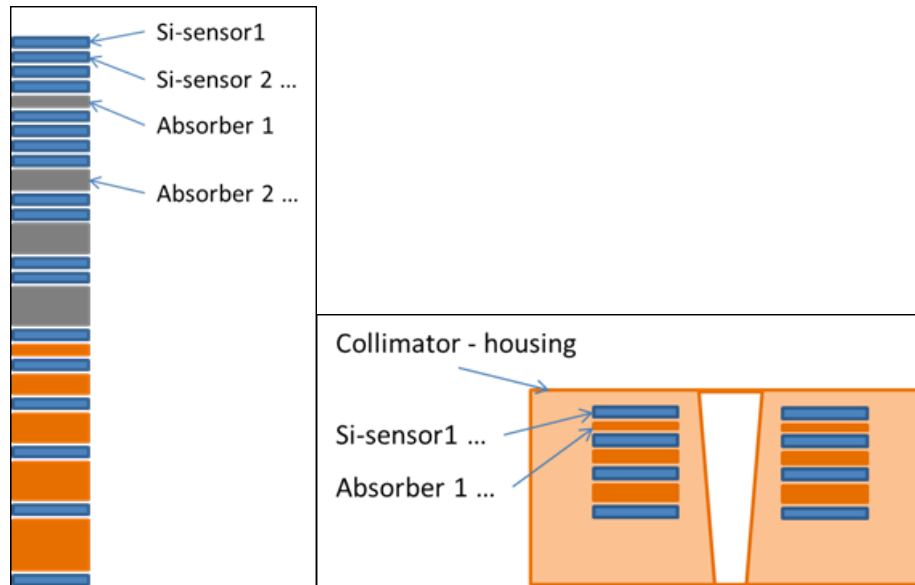 Si-sensor1
Si-sensor 2 ...
Absorber 1
Absorber 2 ...
Collimator - housing
Si-sensor1 ...
Absorber 1 ...